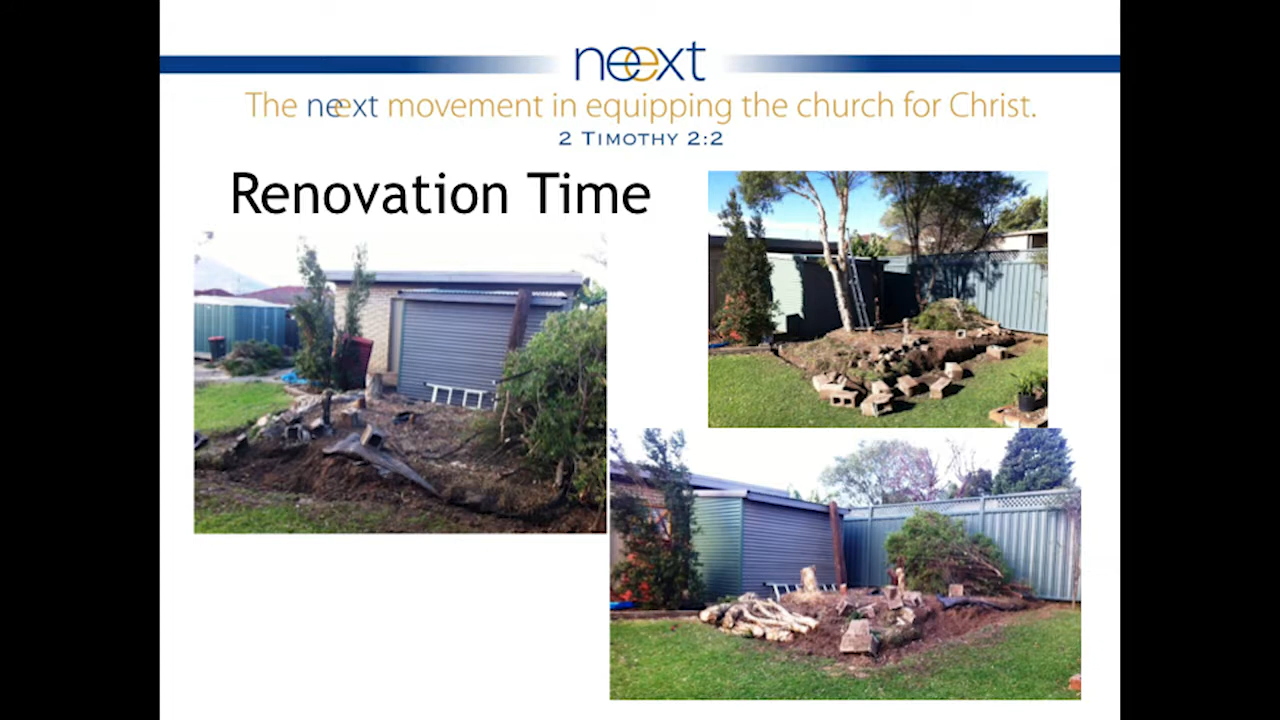 neext
The neext movement in equipping the church for Christ.
2 Timothy 2:2
Renovation Time